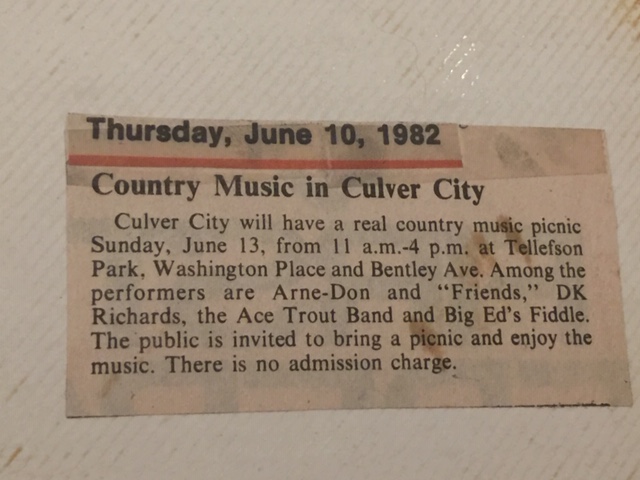 Thursday, June 10, 1982
Country Music in Culver City
Culver City will have a real country music picnic
Sunday, June 13, from 11 a.m.-4 p.m. at Tellefson
Park, Washington Place and Bentley Ave. Among the
performers are Arne-Don and "Friends," DK
Richards, the Ace Trout Band and Big Ed's Fiddle.
The public is invited to bring a picnic and enjoy the
music. There is no admission charge.